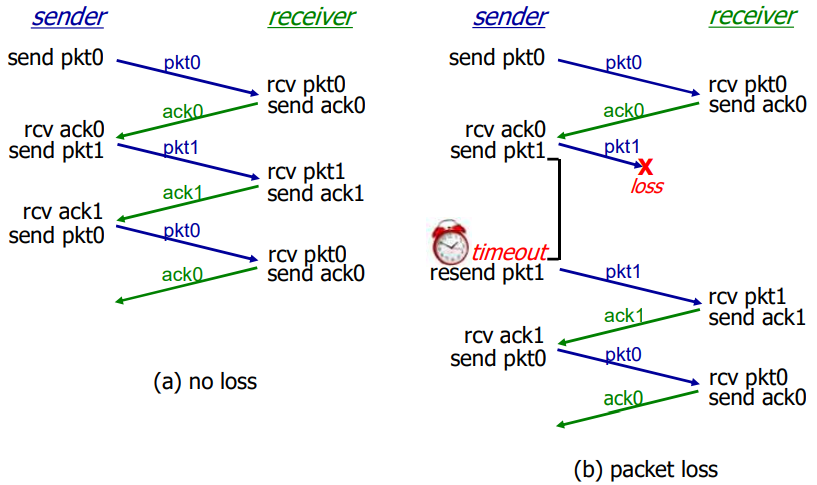 sender
receiver
send pkt0
pkt0
rcv pkt0
send ack0
ack0
rcv ack0
send pkt1
pkt1
rcv pkt1
send ack1
ack1
rcv ack1
send pkt0
pkt0
rcv pkt0
send ack0
ack0
(a) no loss
sender
receiver
send pkt0
pkt0
rcv pkt0
send ack0
ack0
rcv ack0
send pkt1
pkt1
X
loss
timeout
resend pkt1
pkt1
rcv pkt1
send ack1
ack1
rcv ack1
send pkt0
pkt0
rcv pkt0
send ack0
ack0
(b) packet loss